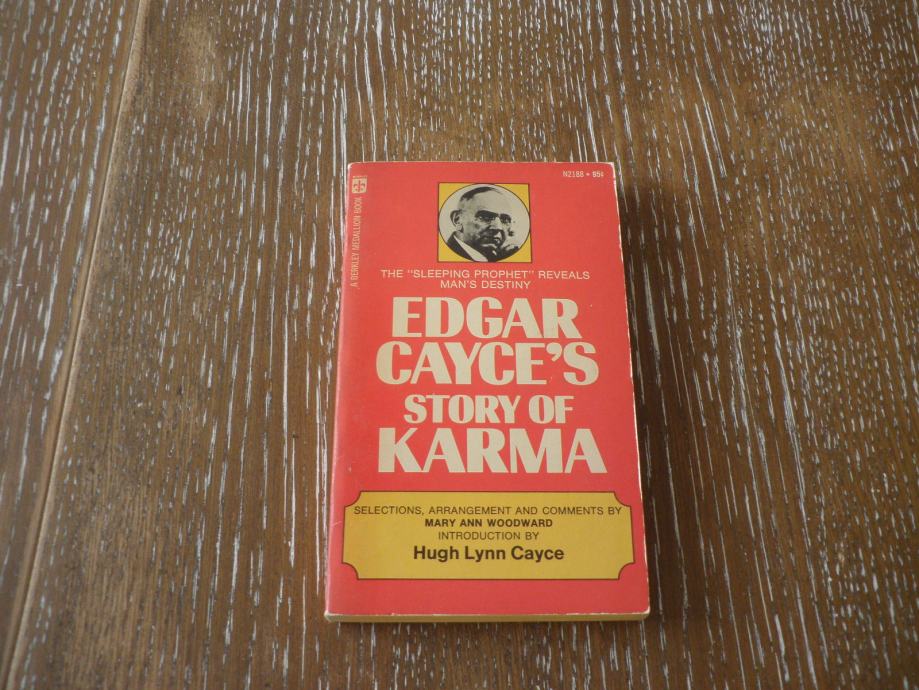 N2188 • 95¢
A BERKLEY MEDALLION BOOK
THE "SLEEPING PROPHET" REVEALS
MAN'S DESTINY
EDGAR
CAYCE'S
STORY OF
KARMA
SELECTIONS, ARRANGEMENT AND COMMENTS BY
MARY ANN WOODWARD
INTRODUCTION BY
Hugh Lynn Cayce